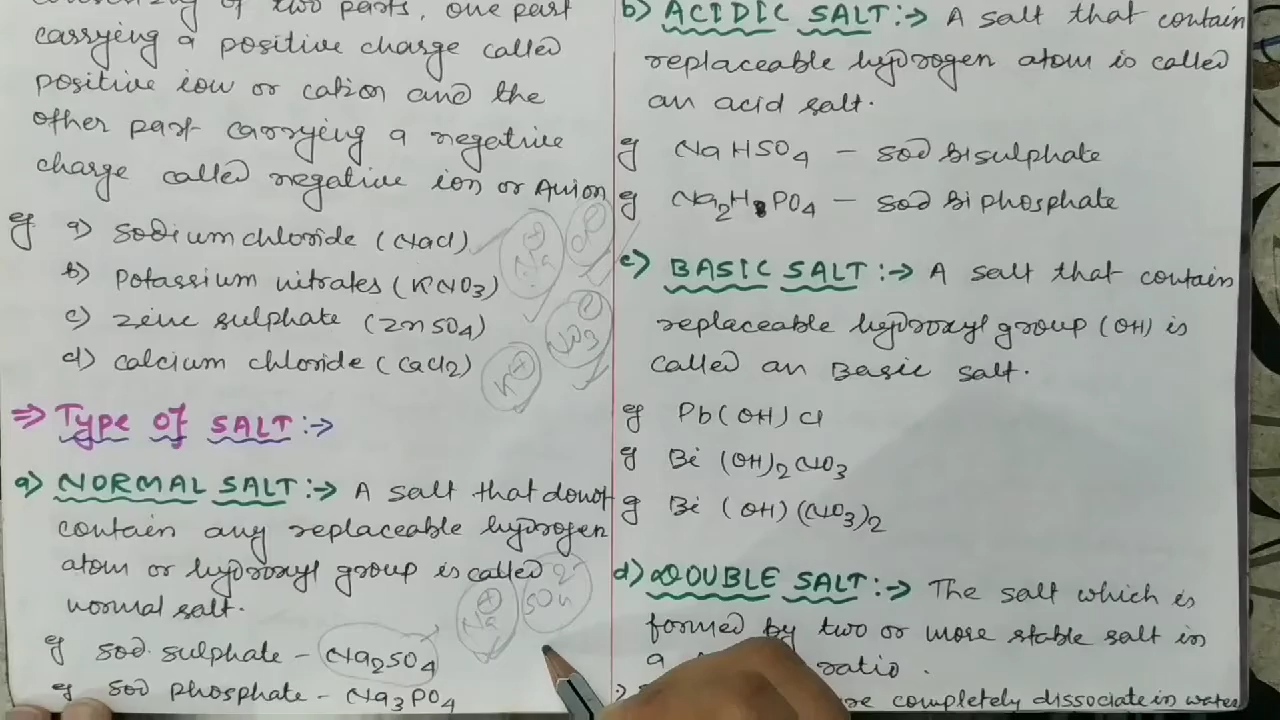 of two parts, one part
carrying a positive charge called
positive ion or cation and the
other part carrying a negative
charge called negative ion or Anion
eg a) sodium chloride (NaCl)
b) potassium nitrates (KNO3)
c) zinc sulphate (ZnSO4)
d) calcium chloride (CaCl2)
⇒ Type of SALT:→
a) NORMAL SALT:→ A salt that donot
contain any replaceable hydrogen
atom or hydroxyl group is called
normal salt.
eg sod. sulphate - Na2SO4
eg sod phosphate - Na3PO4
Na+
NO3
K+
Na+
SO4 2-
b) ACIDIC SALT:→ A salt that contain
replaceable hydrogen atom is called
an acid salt.
eg NaHSO4 - sod bisulphate
eg Na2HPO4 - sod biphosphate
c) BASIC SALT:→ A salt that contain
replaceable hydroxyl group (OH) is
called an Basic salt.
eg Pb(OH)Cl
eg Bi (OH)2NO3
eg Bi (OH)(NO3)2
d) DOUBLE SALT:→ The salt which is
formed by two or more stable salt in
a ratio.
completely dissociate in water